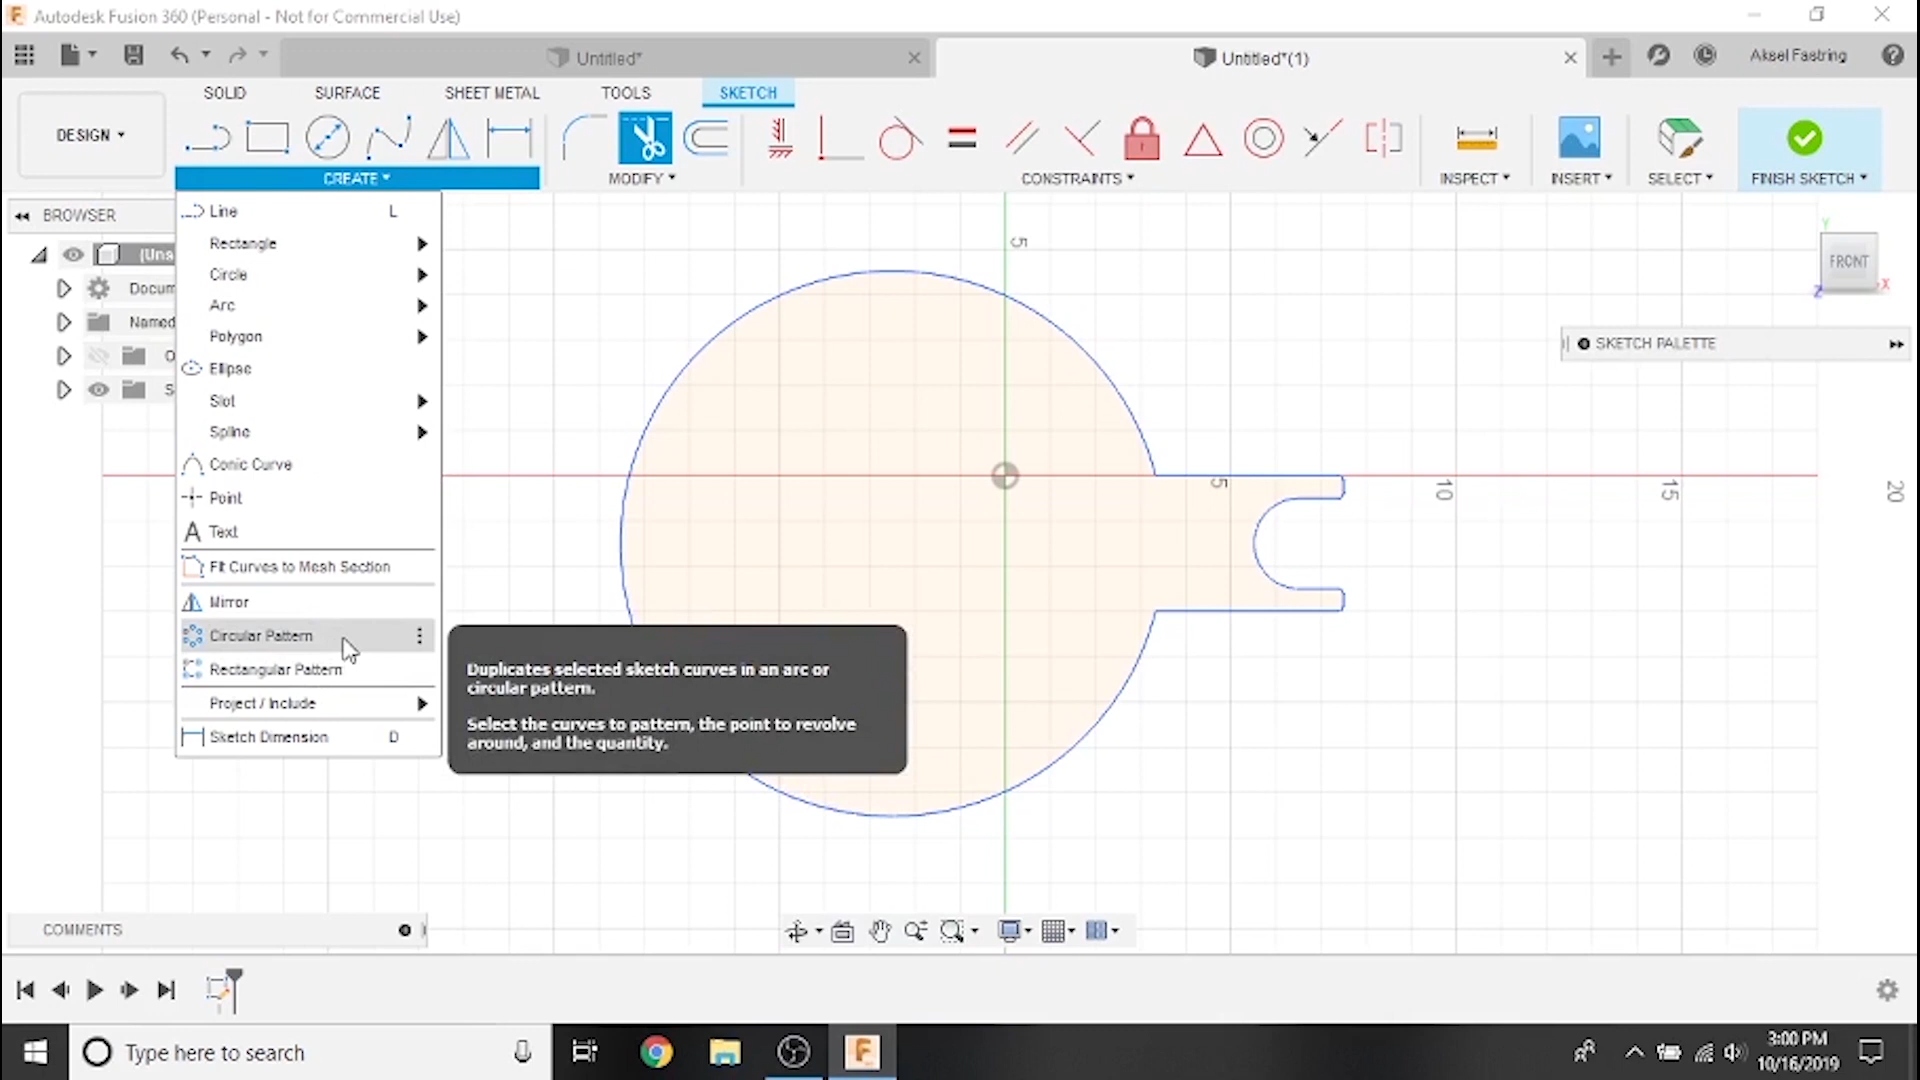 Autodesk Fusion 360 (Personal - Not for Commercial Use)
Untitled*
Untitled*(1)
Aksel Fastring
SOLID
SURFACE
SHEET METAL
TOOLS
SKETCH
DESIGN
CREATE
MODIFY
CONSTRAINTS
INSPECT
INSERT
SELECT
FINISH SKETCH
BROWSER
(Uns
Docum
Named
O
S
Line L
Rectangle
Circle
Arc
Polygon
Ellipse
Slot
Spline
Conic Curve
Point
Text
Fit Curves to Mesh Section
Mirror
Circular Pattern
Rectangular Pattern
Project / Include
Sketch Dimension D
Duplicates selected sketch curves in an arc or
circular pattern.
Select the curves to pattern, the point to revolve
around, and the quantity.
5
5
10
15
20
Y
FRONT
Z
X
SKETCH PALETTE
COMMENTS
Type here to search
3:00 PM
10/16/2019